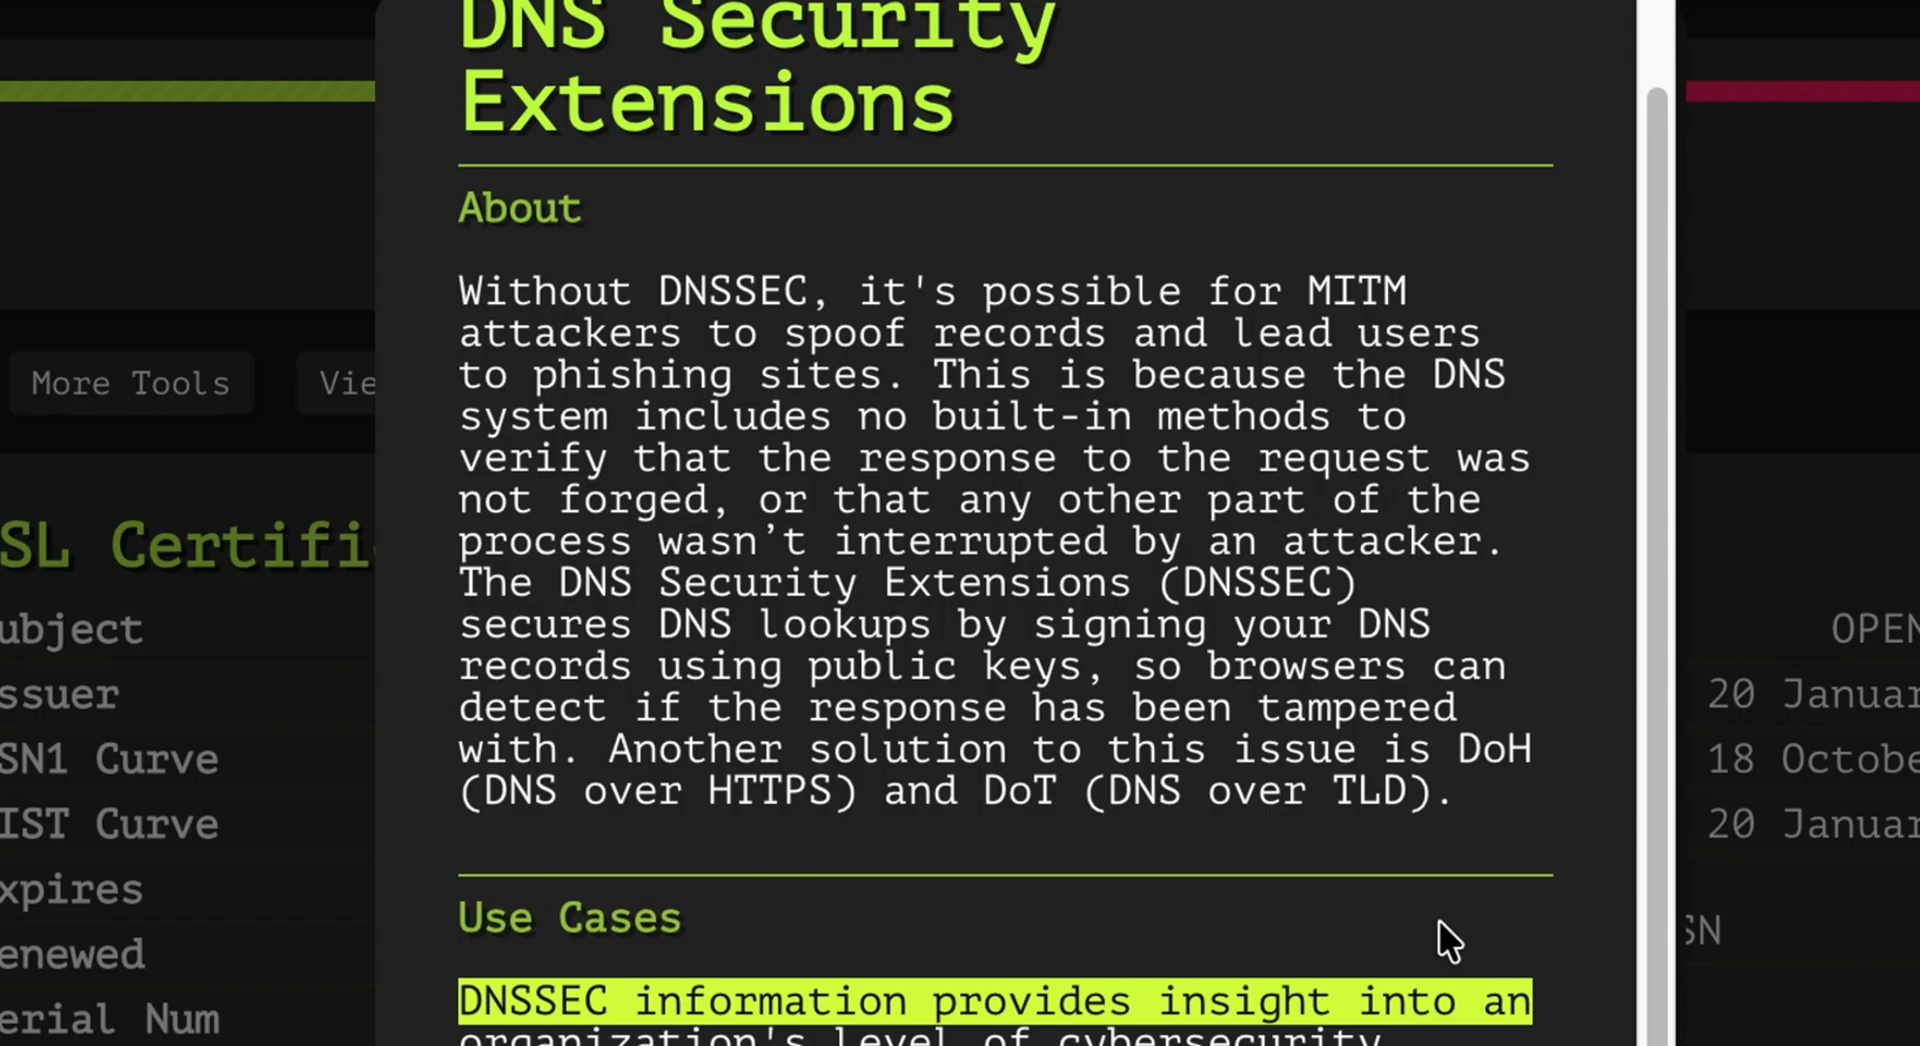 DNS Security
Extensions
About
Without DNSSEC, it's possible for MITM
attackers to spoof records and lead users
to phishing sites. This is because the DNS
system includes no built-in methods to
verify that the response to the request was
not forged, or that any other part of the
process wasn’t interrupted by an attacker.
The DNS Security Extensions (DNSSEC)
secures DNS lookups by signing your DNS
records using public keys, so browsers can
detect if the response has been tampered
with. Another solution to this issue is DoH
(DNS over HTTPS) and DoT (DNS over TLD).
Use Cases
DNSSEC information provides insight into an
organization's level of cybersecurity
More Tools
Vie
SL Certifi
ubject
OPEN
ssuer
20 Januar
SN1 Curve
18 Octobe
IST Curve
20 Januar
xpires
enewed
SN
erial Num